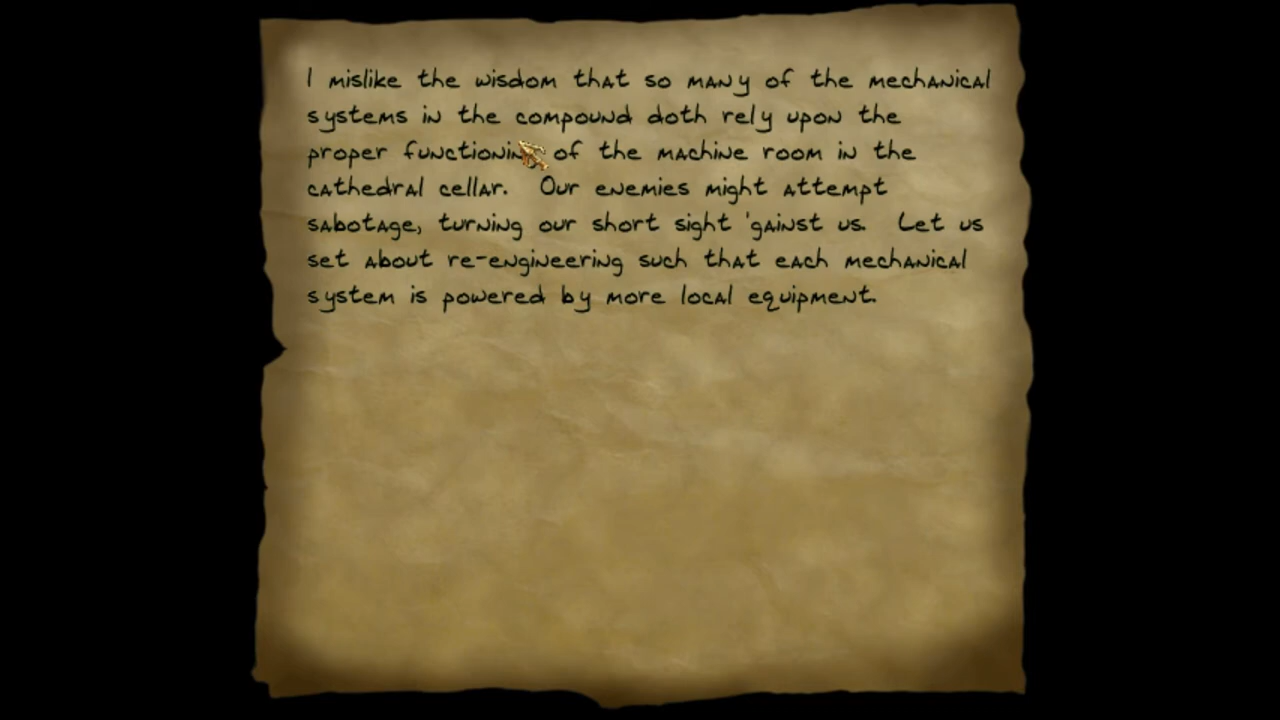 I mislike the wisdom that so many of the mechanical
systems in the compound doth rely upon the
proper functioning of the machine room in the
cathedral cellar. Our enemies might attempt
sabotage, turning our short sight 'gainst us. Let us
set about re-engineering such that each mechanical
system is powered by more local equipment.